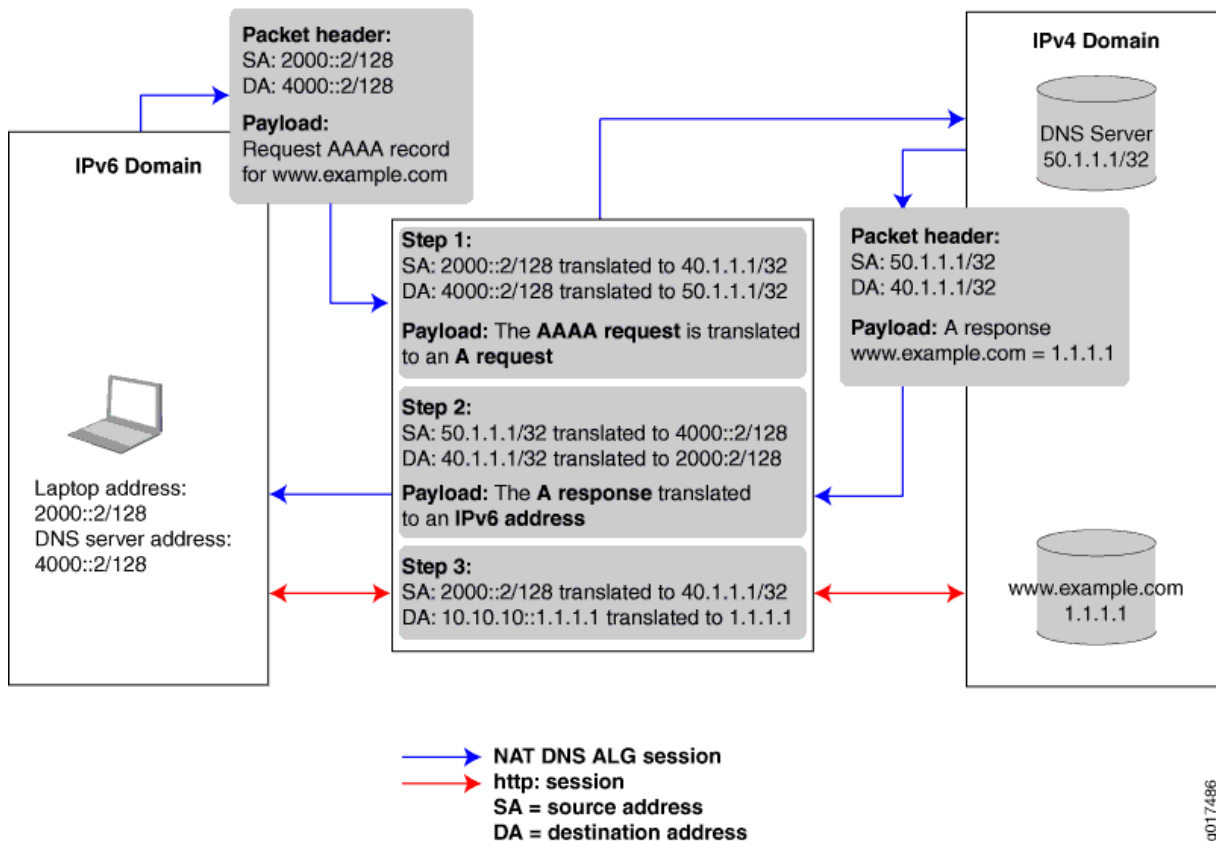 Packet header:
SA: 2000::2/128
DA: 4000::2/128
Payload:
Request AAAA record
for www.example.com
IPv6 Domain
Laptop address:
2000::2/128
DNS server address:
4000::2/128
Step 1:
SA: 2000::2/128 translated to 40.1.1.1/32
DA: 4000::2/128 translated to 50.1.1.1/32
Payload: The AAAA request is translated
to an A request
Step 2:
SA: 50.1.1.1/32 translated to 4000::2/128
DA: 40.1.1.1/32 translated to 2000:2/128
Payload: The A response translated
to an IPv6 address
Step 3:
SA: 2000::2/128 translated to 40.1.1.1/32
DA: 10.10.10::1.1.1.1 translated to 1.1.1.1
IPv4 Domain
DNS Server
50.1.1.1/32
Packet header:
SA: 50.1.1.1/32
DA: 40.1.1.1/32
Payload: A response
www.example.com = 1.1.1.1
www.example.com
1.1.1.1
NAT DNS ALG session
http: session
SA = source address
DA = destination address
g017486